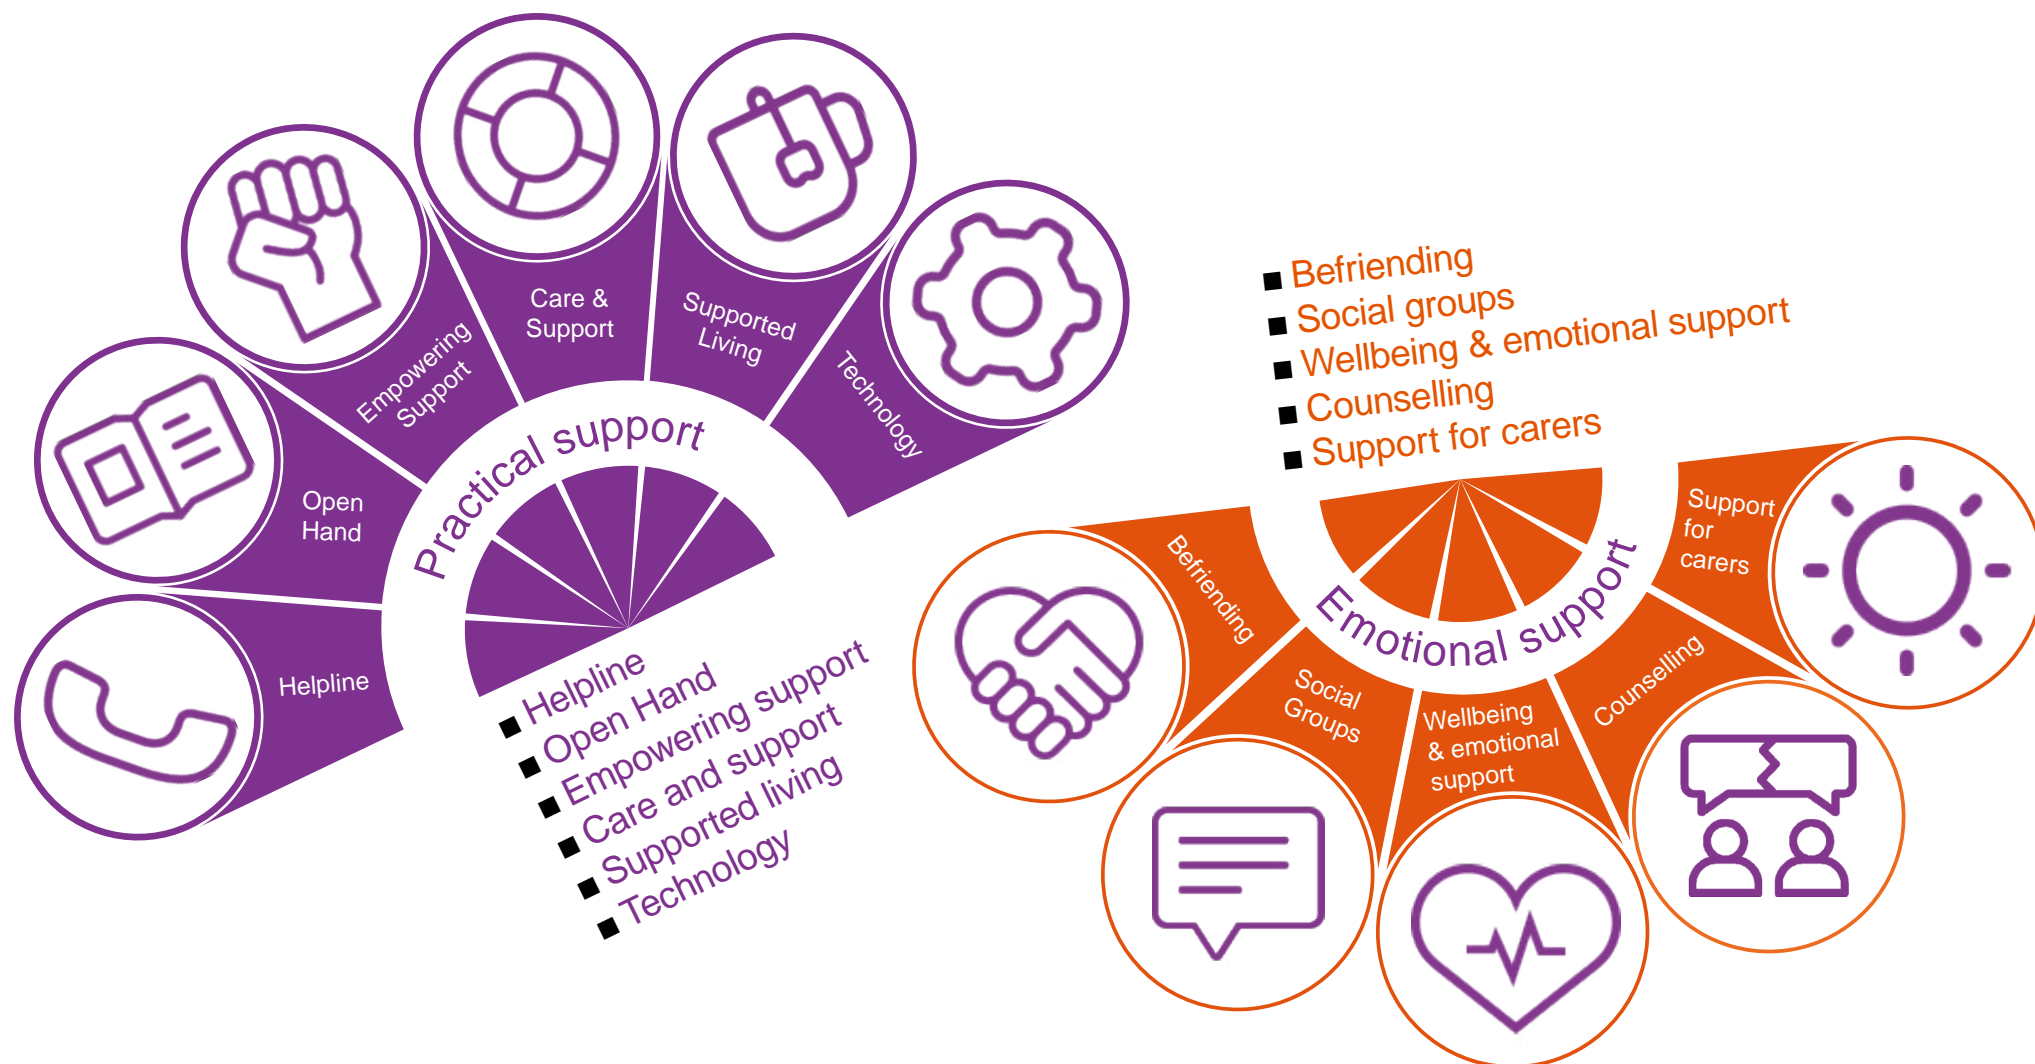 Helpline
Open
Hand
Empowering
Support
Care &
Support
Supported
Living
Technology
Practical support
Helpline
Open Hand
Empowering support
Care and support
Supported living
Technology
Befriending
Social groups
Wellbeing & emotional support
Counselling
Support for carers
Emotional support
Befriending
Social
Groups
Wellbeing
& emotional
support
Counselling
Support
for
carers